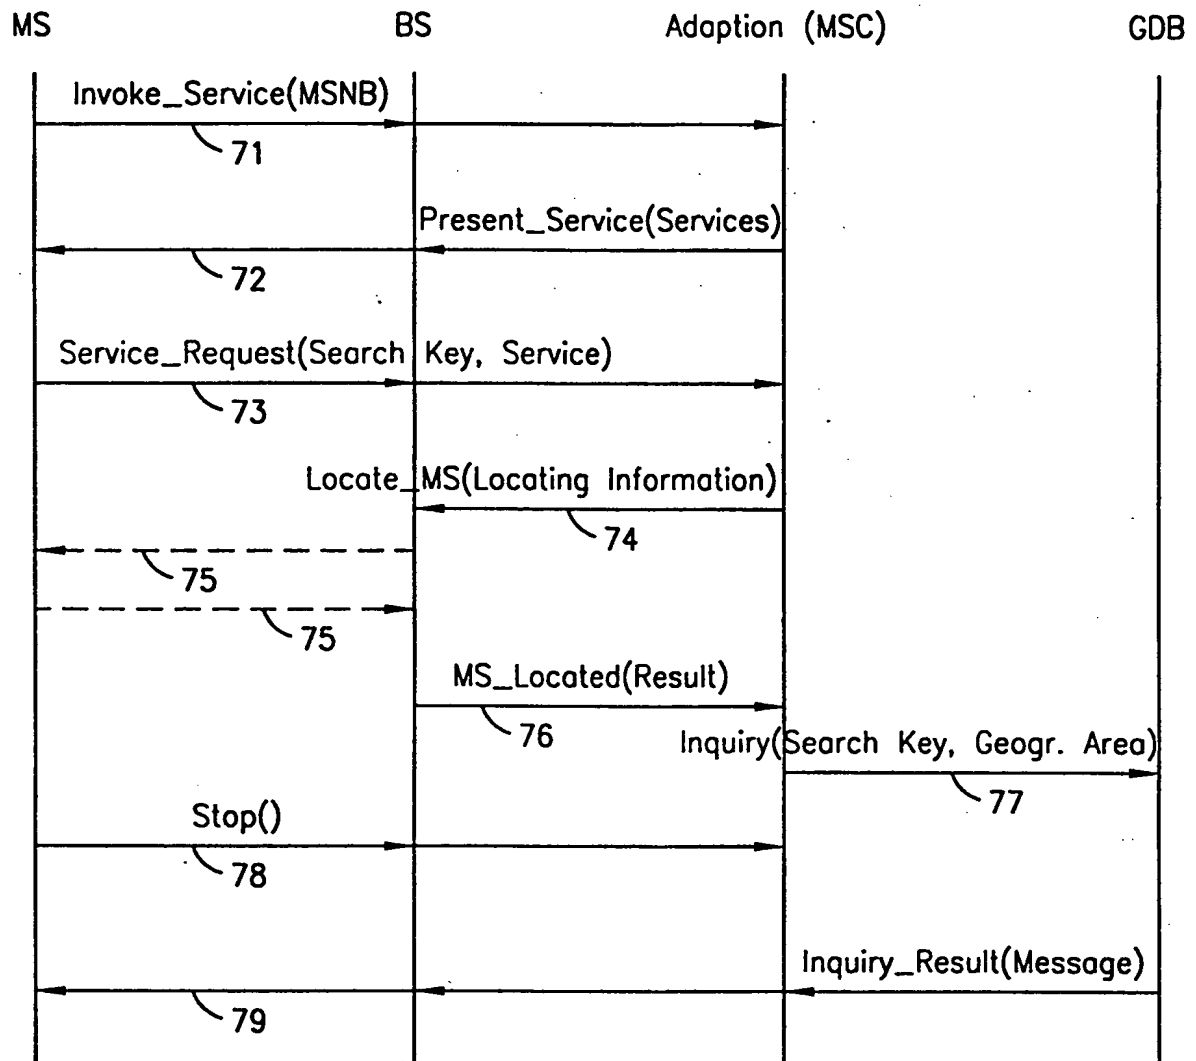 MS BS Adaption (MSC) GDB
Invoke_Service(MSNB)
71
Present_Service(Services)
72
Service_Request(Search Key, Service)
73
Locate_MS(Locating Information)
74
75
75
MS_Located(Result)
76
Inquiry(Search Key, Geogr. Area)
77
Stop()
78
Inquiry_Result(Message)
79